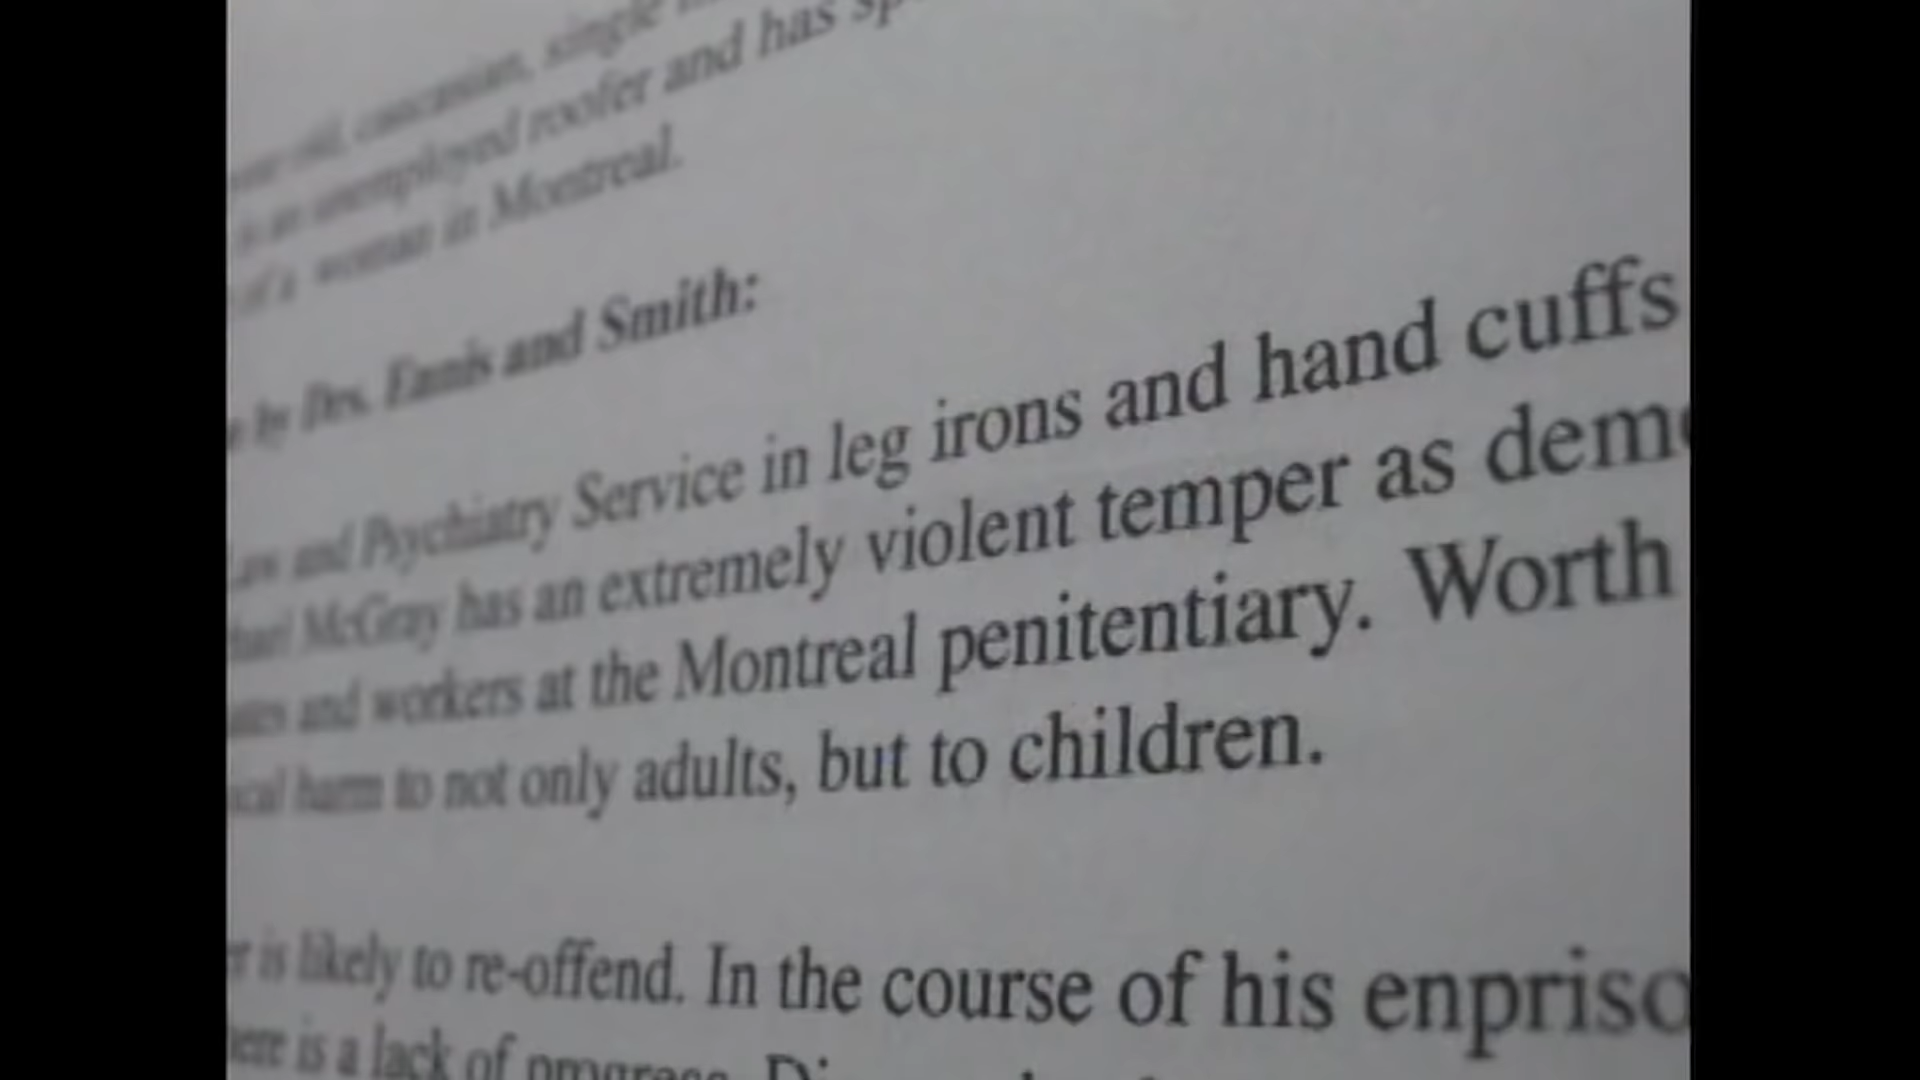 old, caucasian, single
is an unemployed roofer and has sp
of a woman in Montreal.
by Drs. Ennis and Smith:
and Psychiatry Service in leg irons and hand cuffs
McGray has an extremely violent temper as dem
and workers at the Montreal penitentiary. Worth
harm to not only adults, but to children.
is likely to re-offend. In the course of his enpriso
is a lack of progress.